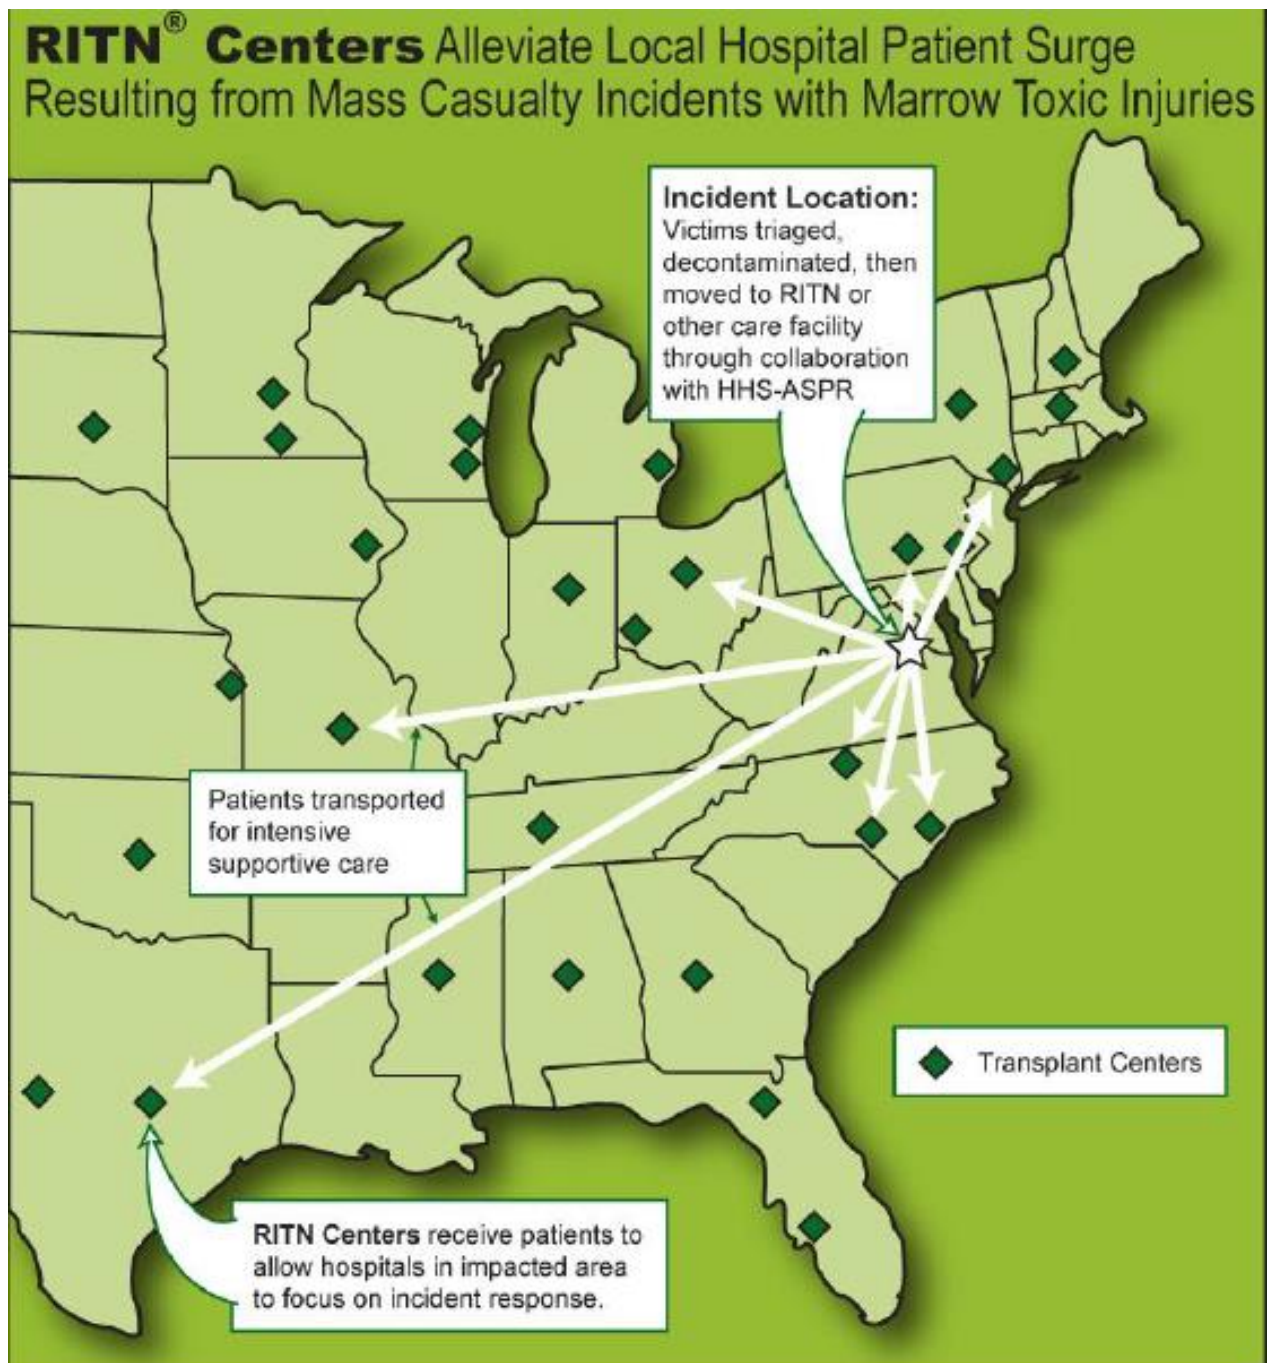 RITN® Centers Alleviate Local Hospital Patient Surge
Resulting from Mass Casualty Incidents with Marrow Toxic Injuries
Incident Location:
Victims triaged,
decontaminated, then
moved to RITN or
other care facility
through collaboration
with HHS-ASPR
Patients transported
for intensive
supportive care
Transplant Centers
RITN Centers receive patients to
allow hospitals in impacted area
to focus on incident response.